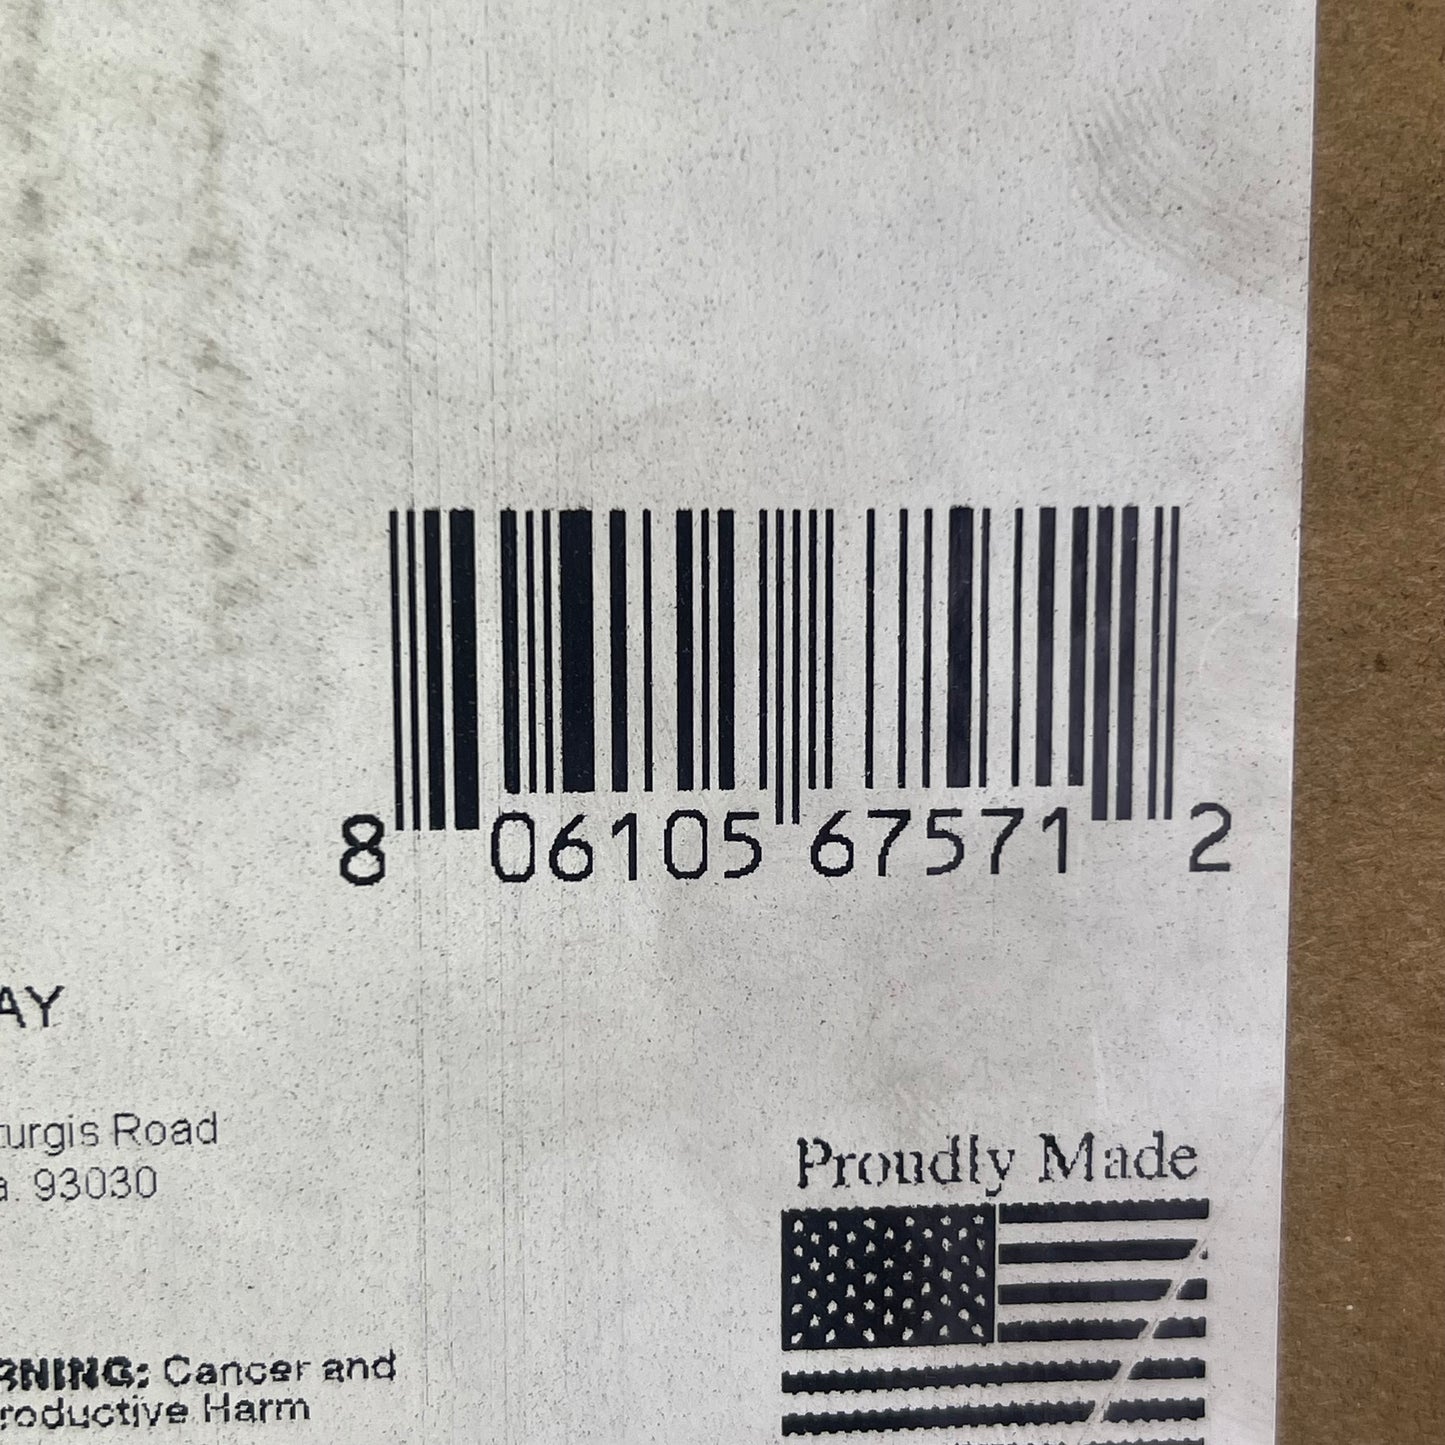 8 06105 67571 2
AY
turgis Road
a. 93030
Proudly Made
RNING: Cancer and
roductive Harm